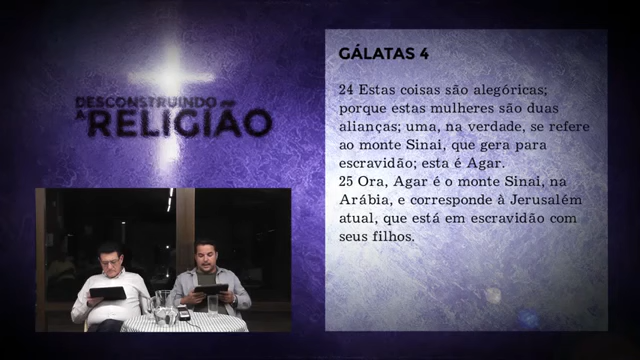 DESCONSTRUINDO
A RELIGIÃO
GÁLATAS 4
24 Estas coisas são alegóricas;
porque estas mulheres são duas
alianças; uma, na verdade, se refere
ao monte Sinai, que gera para
escravidão; esta é Agar.
25 Ora, Agar é o monte Sinai, na
Arábia, e corresponde à Jerusalém
atual, que está em escravidão com
seus filhos.